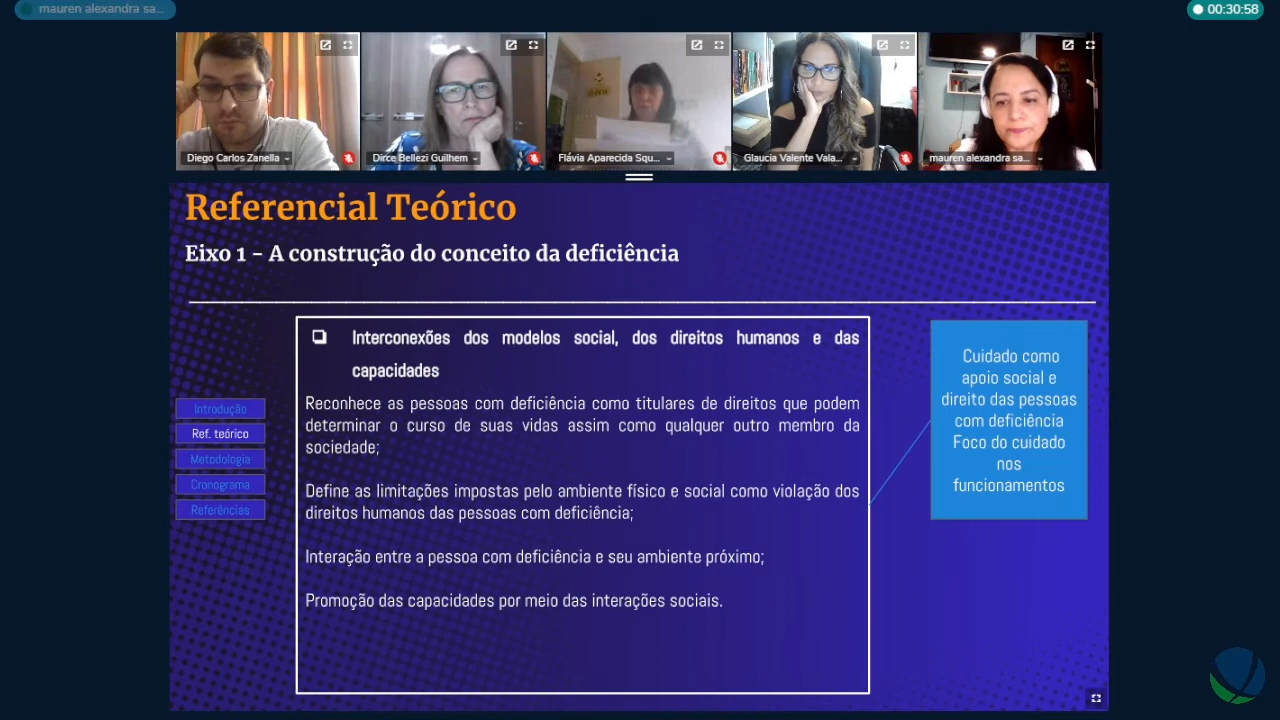 mauren alexandra sa...
00:30:58
Diego Carlos Zanella
Dirce Bellezi Guilhem
Flávia Aparecida Squ...
Glaucia Valente Vala...
mauren alexandra sa...
Referencial Teórico
Eixo 1 - A construção do conceito da deficiência
Introdução
Ref. teórico
Metodologia
Cronograma
Referências
Interconexões dos modelos social, dos direitos humanos e das
capacidades
Reconhece as pessoas com deficiência como titulares de direitos que podem
determinar o curso de suas vidas assim como qualquer outro membro da
sociedade;
Define as limitações impostas pelo ambiente físico e social como violação dos
direitos humanos das pessoas com deficiência;
Interação entre a pessoa com deficiência e seu ambiente próximo;
Promoção das capacidades por meio das interações sociais.
Cuidado como
apoio social e
direito das pessoas
com deficiência
Foco do cuidado
nos
funcionamentos